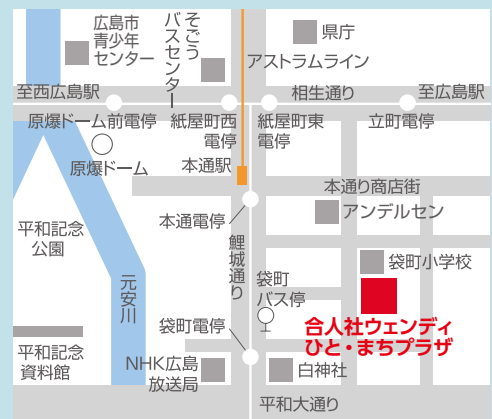 広島市
青少年
センター
そごう
バスセンター
県庁
アストラムライン
至西広島駅
相生通り
至広島駅
原爆ドーム前電停
紙屋町西
電停
紙屋町東
電停
立町電停
原爆ドーム
本通駅
本通り商店街
本通電停
アンデルセン
平和記念
公園
鯉城通り
元安川
袋町
バス停
袋町小学校
合人社ウェンディ
ひと・まちプラザ
袋町電停
平和記念
資料館
NHK広島
放送局
白神社
平和大通り